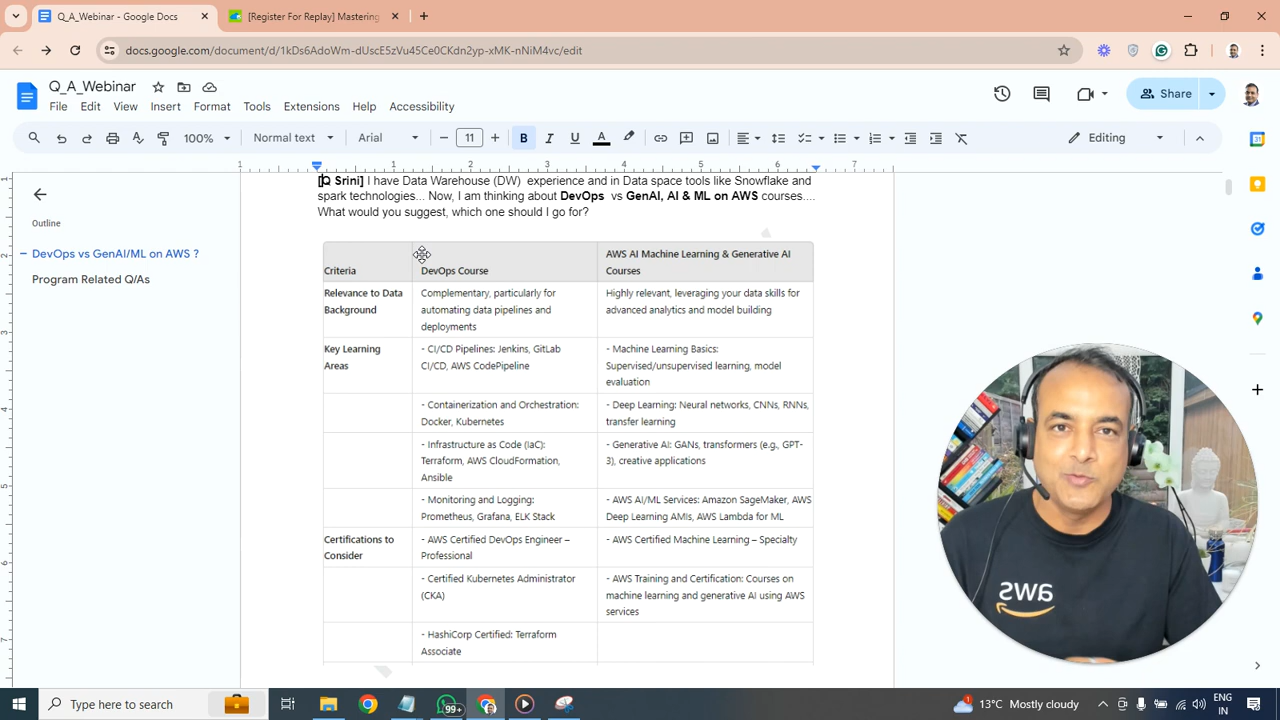 Q_A_Webinar - Google Docs
[Register For Replay] Mastering
docs.google.com/document/d/1kDs6AdoWm-dUscE5zVu45Ce0CKdn2yp-xMK-nNiM4vc/edit
Q_A_Webinar
File Edit View Insert Format Tools Extensions Help Accessibility
Share
100% Normal text Arial 11 B I U A Editing
1 1 2 3 4 5 6 7
Outline
DevOps vs GenAI/ML on AWS ?
Program Related Q/As
[Q Srini] I have Data Warehouse (DW) experience and in Data space tools like Snowflake and
spark technologies... Now, I am thinking about DevOps vs GenAI, AI & ML on AWS courses....
What would you suggest, which one should I go for?
Criteria
DevOps Course
AWS AI Machine Learning & Generative AI
Courses
Relevance to Data
Background
Complementary, particularly for
automating data pipelines and
deployments
Highly relevant, leveraging your data skills for
advanced analytics and model building
Key Learning
Areas
- CI/CD Pipelines: Jenkins, GitLab
CI/CD, AWS CodePipeline
- Machine Learning Basics:
Supervised/unsupervised learning, model
evaluation
- Containerization and Orchestration:
Docker, Kubernetes
- Deep Learning: Neural networks, CNNs, RNNs,
transfer learning
- Infrastructure as Code (IaC):
Terraform, AWS CloudFormation,
Ansible
- Generative AI: GANs, transformers (e.g., GPT-
3), creative applications
- Monitoring and Logging:
Prometheus, Grafana, ELK Stack
- AWS AI/ML Services: Amazon SageMaker, AWS
Deep Learning AMIs, AWS Lambda for ML
Certifications to
Consider
- AWS Certified DevOps Engineer –
Professional
- AWS Certified Machine Learning – Specialty
- Certified Kubernetes Administrator
(CKA)
- AWS Training and Certification: Courses on
machine learning and generative AI using AWS
services
- HashiCorp Certified: Terraform
Associate
aws
Type here to search
99+
1
13°C Mostly cloudy
ENG
IN